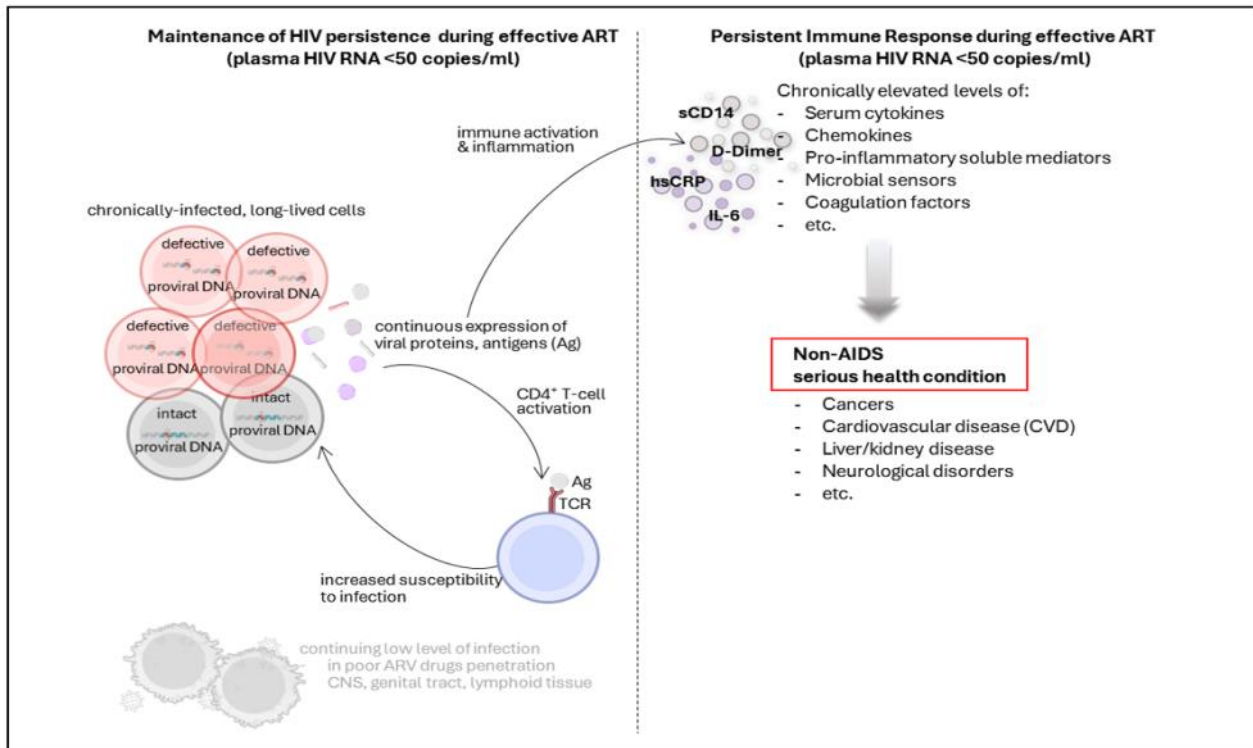 Maintenance of HIV persistence during effective ART
(plasma HIV RNA <50 copies/ml)
immune activation
& inflammation
chronically-infected, long-lived cells
defective
proviral DNA
defective
proviral DNA
defective
proviral DNA
defective
proviral DNA
intact
proviral DNA
intact
proviral DNA
continuous expression of
viral proteins, antigens (Ag)
CD4⁺ T-cell
activation
Ag
TCR
increased susceptibility
to infection
continuing low level of infection
in poor ARV drugs penetration
CNS, genital tract, lymphoid tissue
Persistent Immune Response during effective ART
(plasma HIV RNA <50 copies/ml)
sCD14
D-Dimer
hsCRP
IL-6
Chronically elevated levels of:
- Serum cytokines
- Chemokines
- Pro-inflammatory soluble mediators
- Microbial sensors
- Coagulation factors
- etc.
Non-AIDS
serious health condition
- Cancers
- Cardiovascular disease (CVD)
- Liver/kidney disease
- Neurological disorders
- etc.